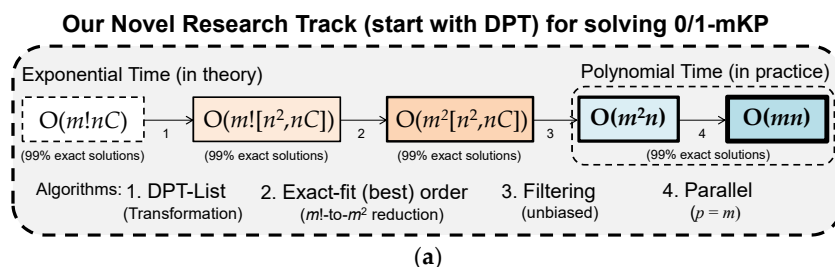 Our Novel Research Track (start with DPT) for solving 0/1-mKP
Exponential Time (in theory) Polynomial Time (in practice)
O(m!nC) O(m![n²,nC]) O(m²[n²,nC]) O(m²n) O(mn)
1 2 3 4
(99% exact solutions) (99% exact solutions) (99% exact solutions) (99% exact solutions)
Algorithms: 1. DPT-List 2. Exact-fit (best) order 3. Filtering 4. Parallel
(Transformation) (m!-to-m² reduction) (unbiased) (p = m)
(a)